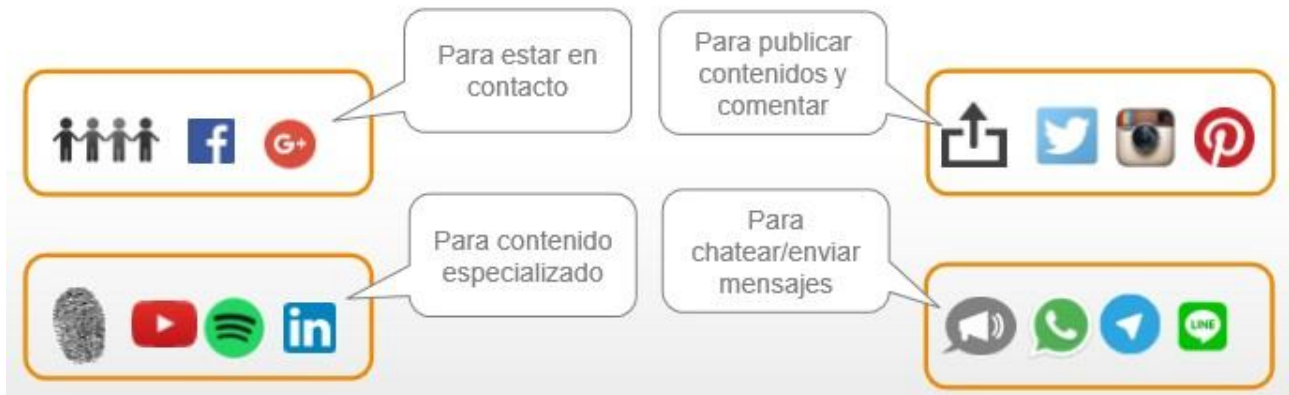 Para estar en
contacto
Para publicar
contenidos y
comentar
f
G+
Para contenido
especializado
Para
chatear/enviar
mensajes
in
LINE